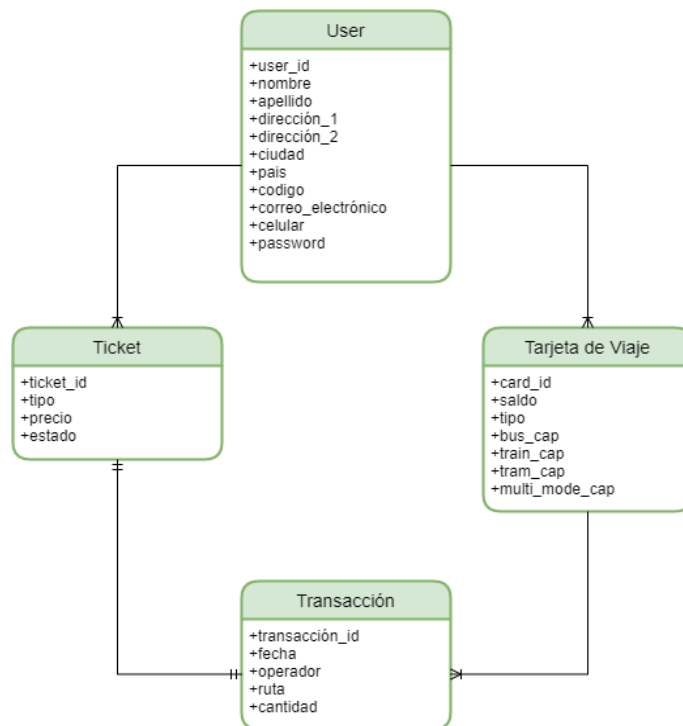 User
+user_id
+nombre
+apellido
+dirección_1
+dirección_2
+ciudad
+pais
+codigo
+correo_electrónico
+celular
+password
Ticket
+ticket_id
+tipo
+precio
+estado
Tarjeta de Viaje
+card_id
+saldo
+tipo
+bus_cap
+train_cap
+tram_cap
+multi_mode_cap
Transacción
+transacción_id
+fecha
+operador
+ruta
+cantidad